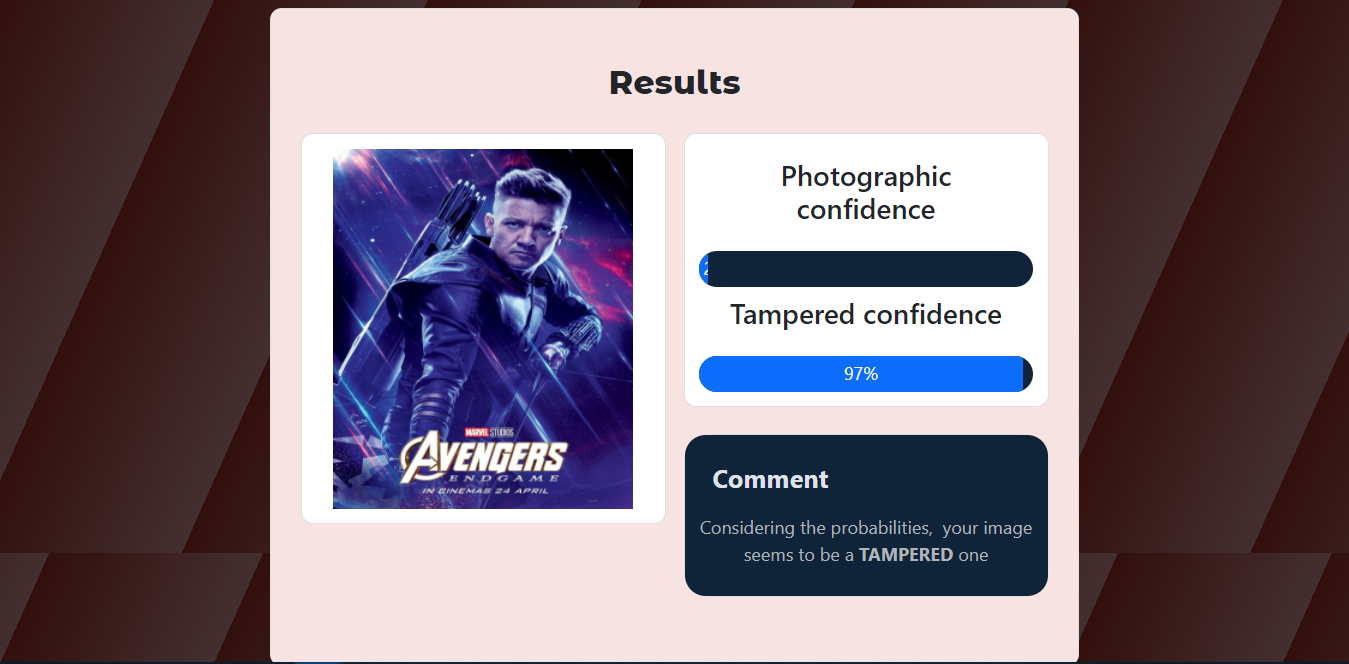 Results
MARVEL STUDIOS
AVENGERS
ENDGAME
IN CINEMAS 24 APRIL
Photographic
confidence
Tampered confidence
97%
Comment
Considering the probabilities, your image
seems to be a TAMPERED one